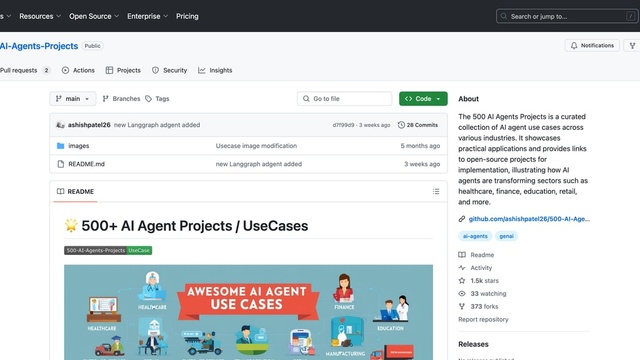 s Resources Open Source Enterprise Pricing Search or jump to... /
AI-Agents-Projects Public Notifications
Pull requests 2 Actions Projects Security Insights
main Branches Tags Go to file Code
ashishpatel26 new Langgraph adgent added d7f99d9 · 3 weeks ago 28 Commits
images Usecase image modification 5 months ago
README.md new Langgraph adgent added 3 weeks ago
README
500+ AI Agent Projects / UseCases
500-AI-Agents-Projects UseCase
AWESOME AI AGENT
USE CASES
HEALTHCARE
HEALTHCARE
FINANCE
EDUCATION
MANUFACTURING
About
The 500 AI Agents Projects is a curated
collection of AI agent use cases across
various industries. It showcases
practical applications and provides links
to open-source projects for
implementation, illustrating how AI
agents are transforming sectors such as
healthcare, finance, education, retail,
and more.
github.com/ashishpatel26/500-AI-Age...
ai-agents genai
Readme
Activity
1.5k stars
33 watching
373 forks
Report repository
Releases